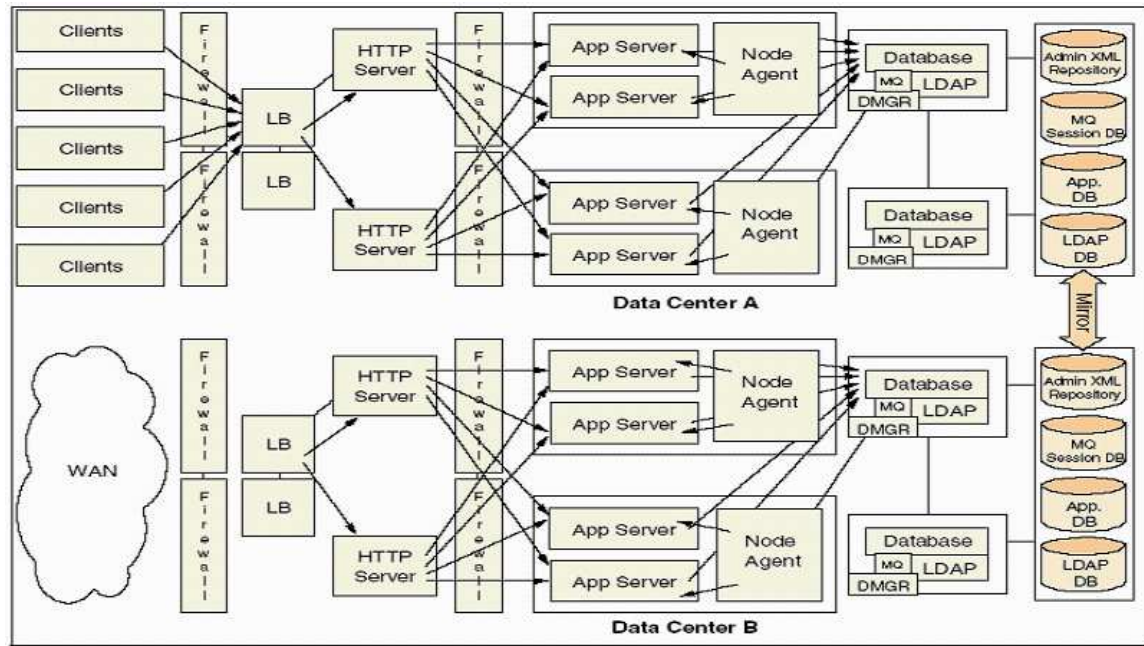 Clients
Clients
Clients
Clients
Clients
Firewall
Firewall
LB
LB
HTTP
Server
HTTP
Server
Firewall
Firewall
App Server
App Server
Node
Agent
App Server
App Server
Node
Agent
Database
MQ
LDAP
DMGR
Database
MQ
LDAP
DMGR
Admin XML
Repository
MQ
Session DB
App.
DB
LDAP
DB
Data Center A
Mirror
WAN
Firewall
Firewall
LB
LB
HTTP
Server
HTTP
Server
Firewall
Firewall
App Server
App Server
Node
Agent
App Server
App Server
Node
Agent
Database
MQ
LDAP
DMGR
Database
MQ
LDAP
DMGR
Admin XML
Repository
MQ
Session DB
App.
DB
LDAP
DB
Data Center B